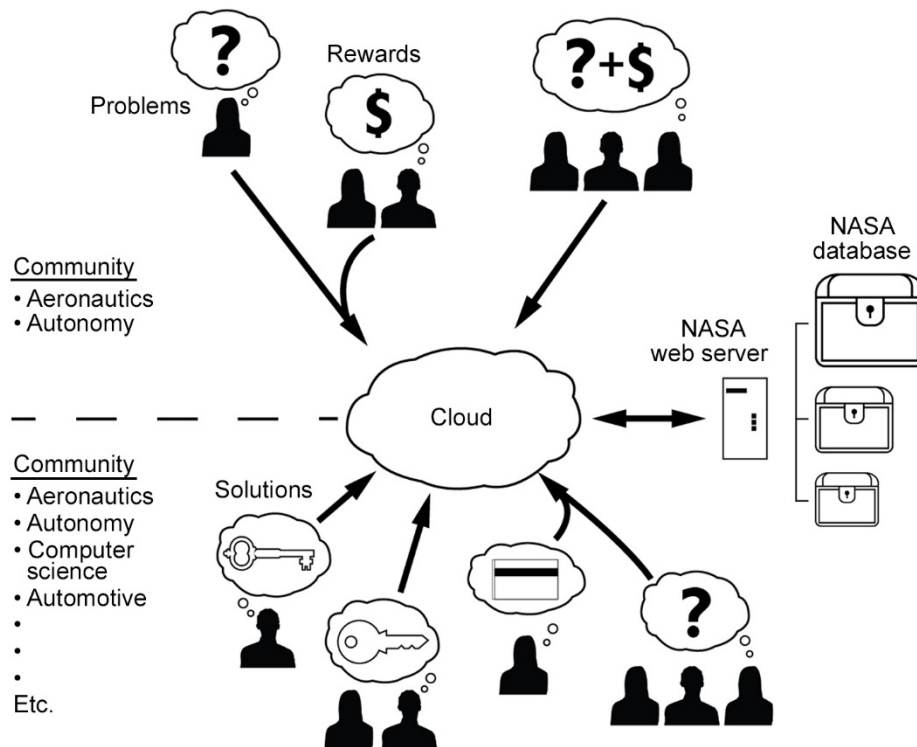 ?
Problems
Rewards
$
?+$
Community
• Aeronautics
• Autonomy
NASA
database
NASA
web server
Cloud
Community
• Aeronautics
• Autonomy
• Computer
science
• Automotive
•
•
•
Etc.
Solutions
?